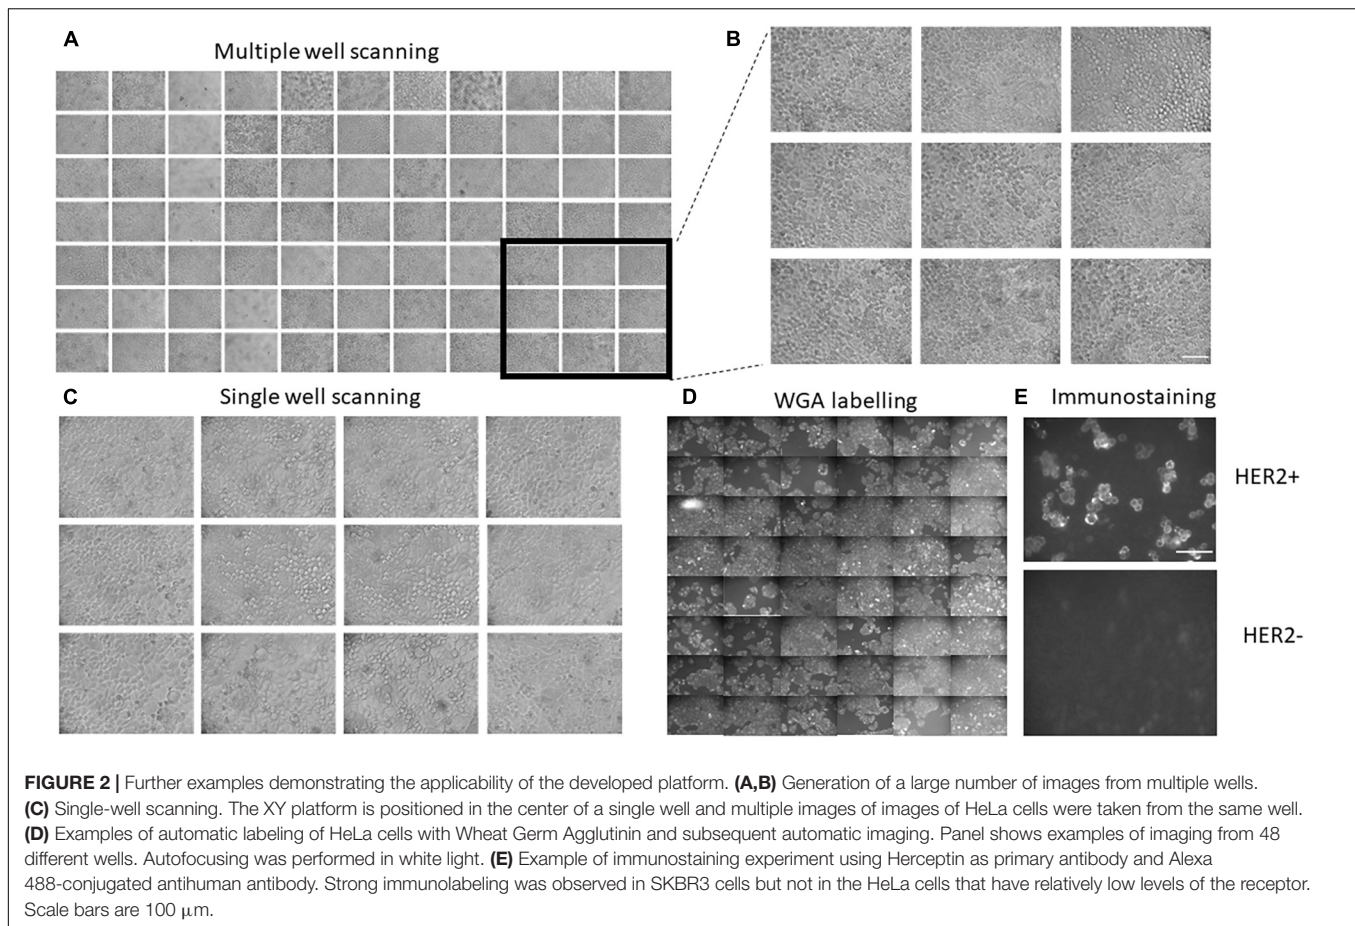 A
Multiple well scanning
B
C
Single well scanning
D
WGA labelling
E
Immunostaining
HER2+
HER2-
FIGURE 2 | Further examples demonstrating the applicability of the developed platform. (A,B) Generation of a large number of images from multiple wells.
(C) Single-well scanning. The XY platform is positioned in the center of a single well and multiple images of images of HeLa cells were taken from the same well.
(D) Examples of automatic labeling of HeLa cells with Wheat Germ Agglutinin and subsequent automatic imaging. Panel shows examples of imaging from 48
different wells. Autofocusing was performed in white light. (E) Example of immunostaining experiment using Herceptin as primary antibody and Alexa
488-conjugated antihuman antibody. Strong immunolabeling was observed in SKBR3 cells but not in the HeLa cells that have relatively low levels of the receptor.
Scale bars are 100 μm.